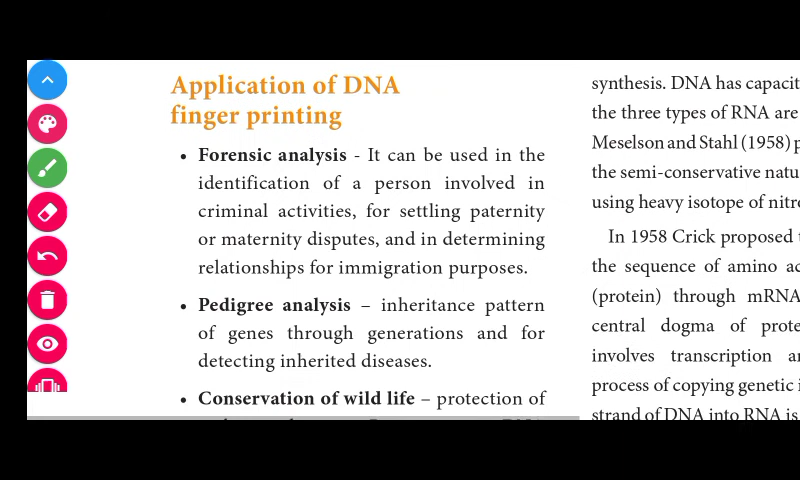 Application of DNA
finger printing
• Forensic analysis - It can be used in the
identification of a person involved in
criminal activities, for settling paternity
or maternity disputes, and in determining
relationships for immigration purposes.
• Pedigree analysis – inheritance pattern
of genes through generations and for
detecting inherited diseases.
• Conservation of wild life – protection of
synthesis. DNA has capacit
the three types of RNA are
Meselson and Stahl (1958) p
the semi-conservative natu
using heavy isotope of nitro
In 1958 Crick proposed t
the sequence of amino ac
(protein) through mRNA
central dogma of prote
involves transcription an
process of copying genetic i
strand of DNA into RNA is